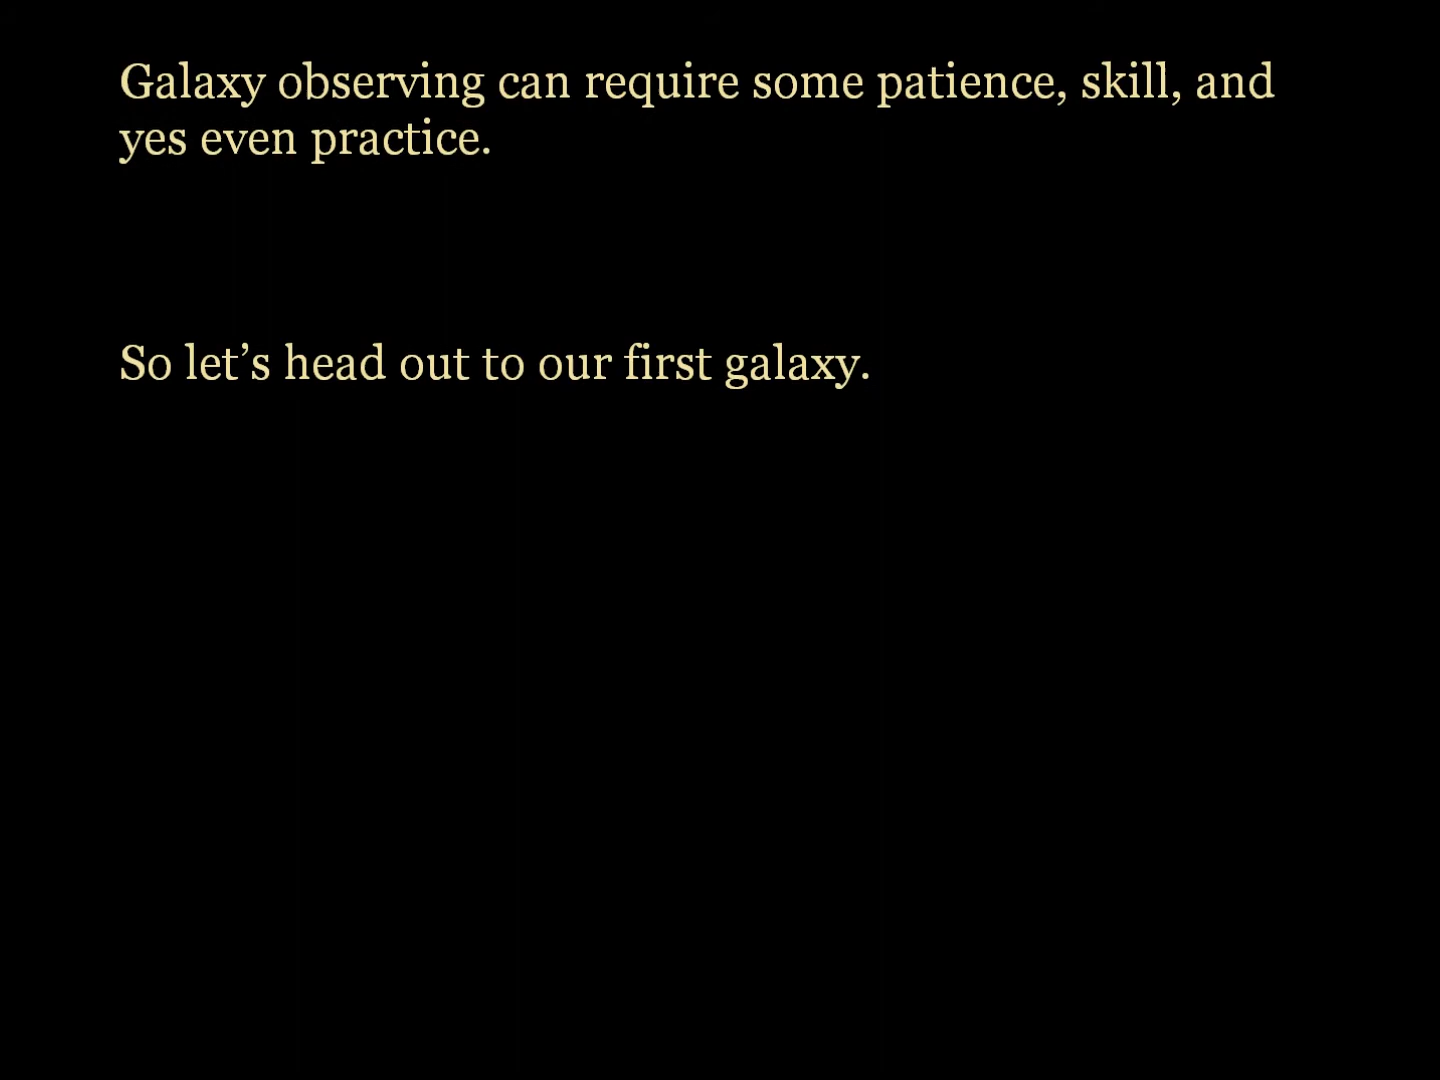 Galaxy observing can require some patience, skill, and
yes even practice.
So let’s head out to our first galaxy.